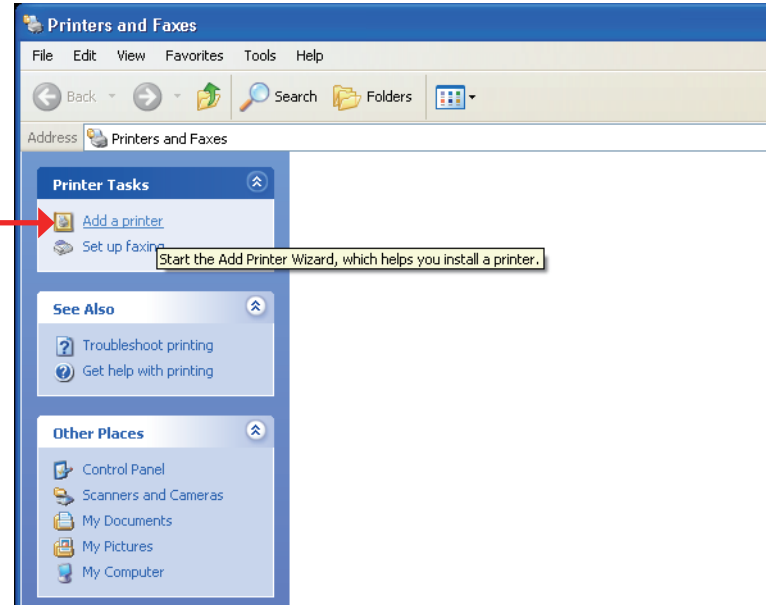 Printers and Faxes
File Edit View Favorites Tools Help
Back Search Folders
Address Printers and Faxes
Printer Tasks
Add a printer
Set up faxing
Start the Add Printer Wizard, which helps you install a printer.
See Also
Troubleshoot printing
Get help with printing
Other Places
Control Panel
Scanners and Cameras
My Documents
My Pictures
My Computer